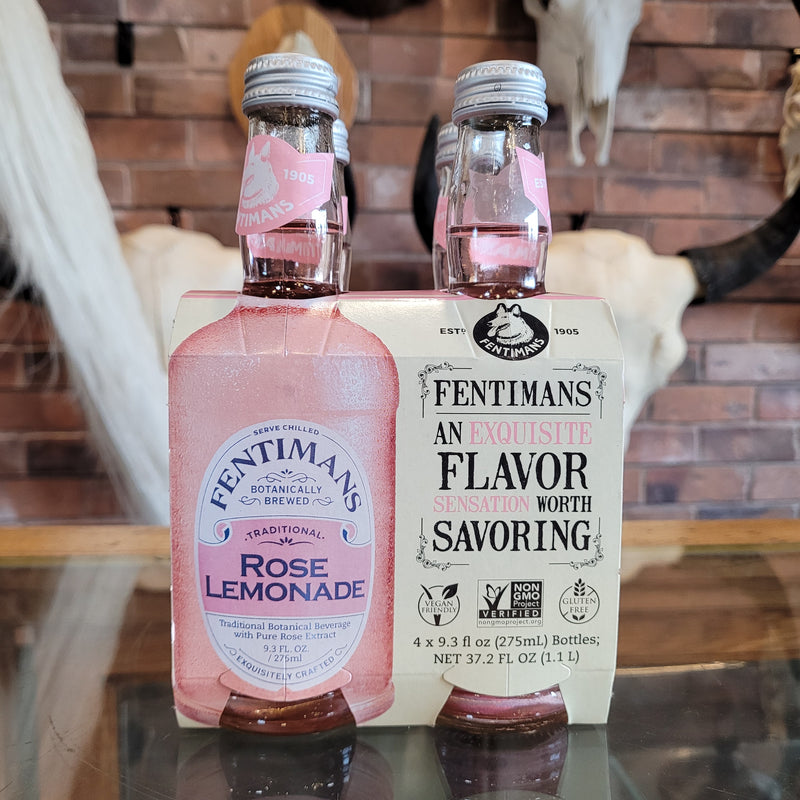 1905
FENTIMANS
ESTD
1905
FENTIMANS
FENTIMANS
AN EXQUISITE
FLAVOR
SENSATION WORTH
SAVORING
SERVE CHILLED
FENTIMANS
BOTANICALLY
BREWED
·TRADITIONAL·
ROSE
LEMONADE
Traditional Botanical Beverage
with Pure Rose Extract
9.3 FL. OZ.
/ 275ml
EXQUISITELY CRAFTED
VEGAN
FRIENDLY
NON
GMO
Project
VERIFIED
nongmoproject.org
GLUTEN
FREE
4 x 9.3 fl oz (275mL) Bottles;
NET 37.2 FL OZ (1.1 L)